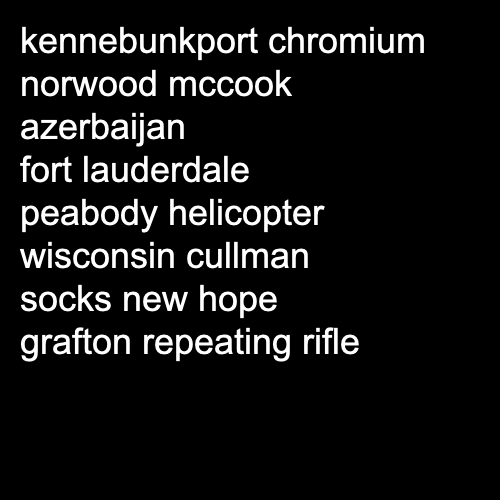 kennebunkport chromium
norwood mccook
azerbaijan
fort lauderdale
peabody helicopter
wisconsin cullman
socks new hope
grafton repeating rifle